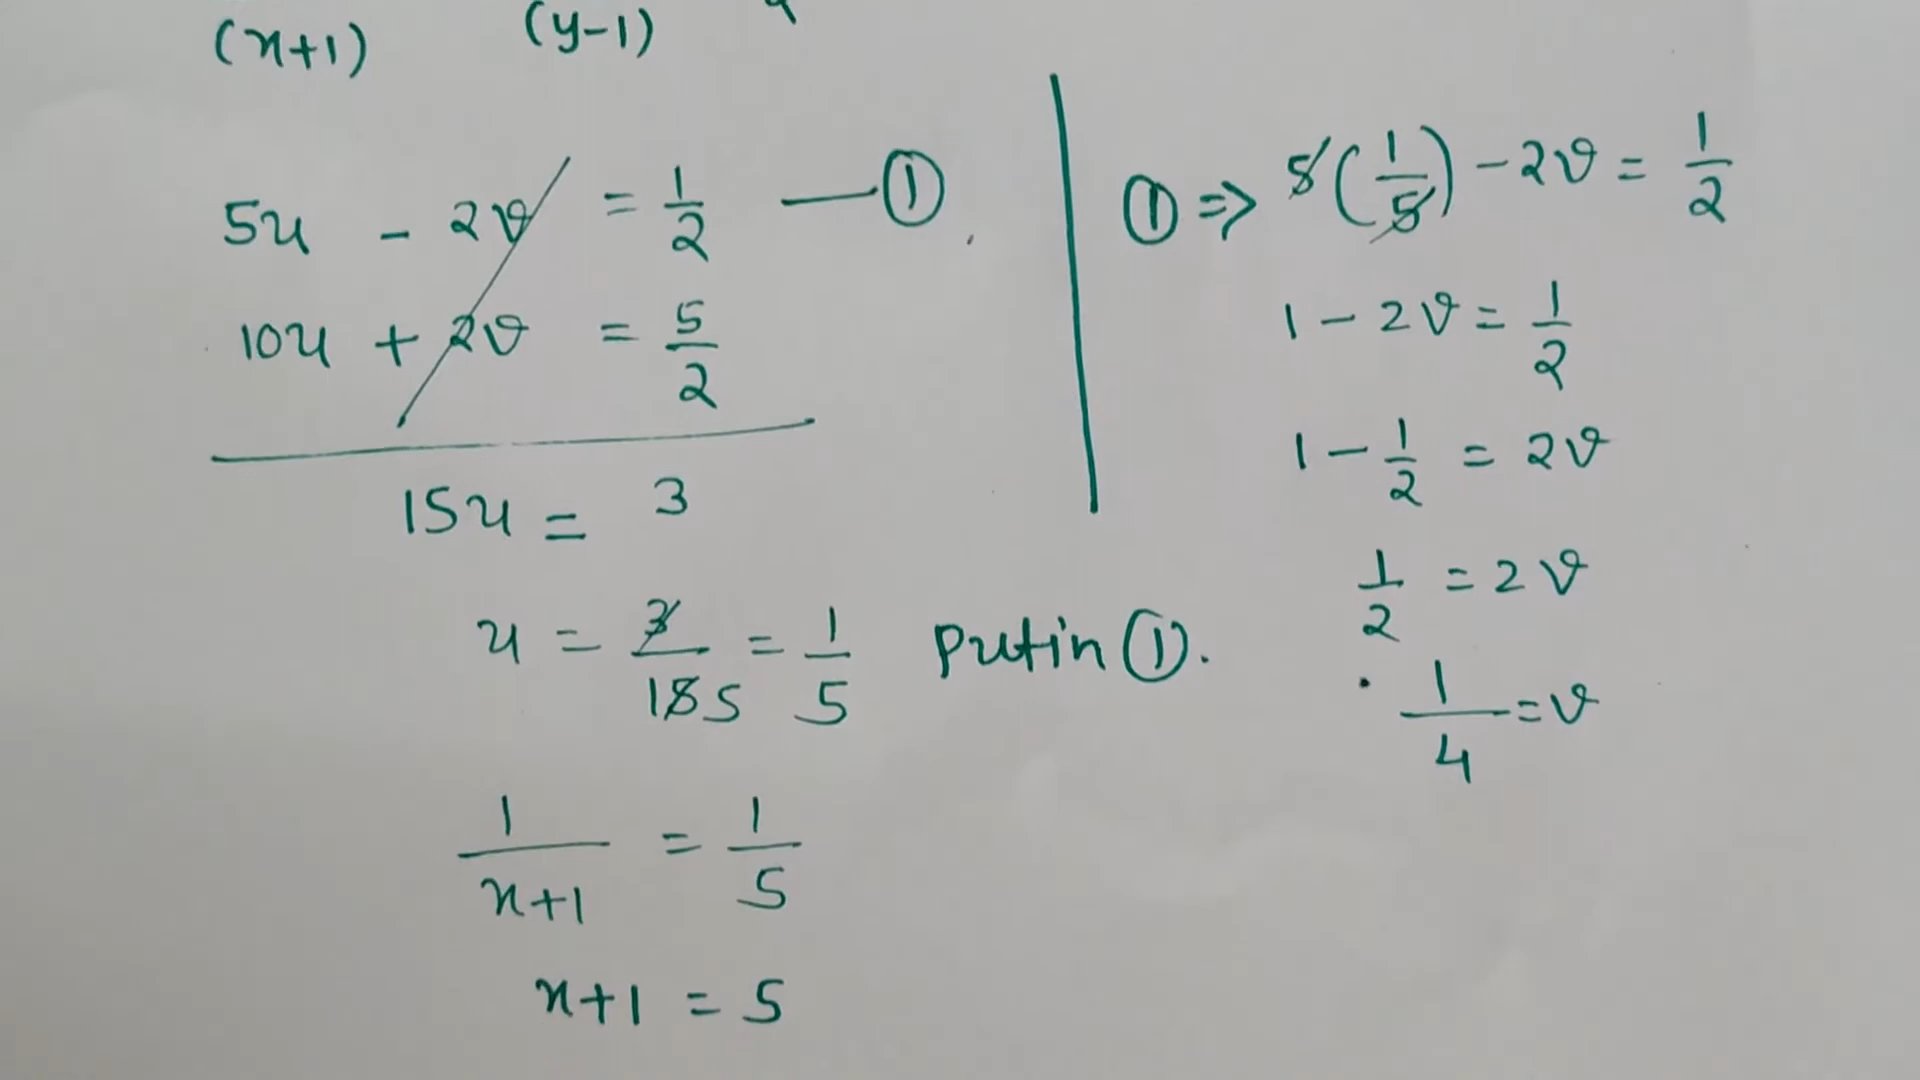 (x+1) (y-1)
5u - 2v = 1/2 — ①
10u + 2v = 5/2
15u = 3
u = 3/15 5 = 1/5 Put in ①.
1/(x+1) = 1/5
x+1 = 5
① ⇒ 5(1/5) - 2v = 1/2
1 - 2v = 1/2
1 - 1/2 = 2v
1/2 = 2v
1/4 = v